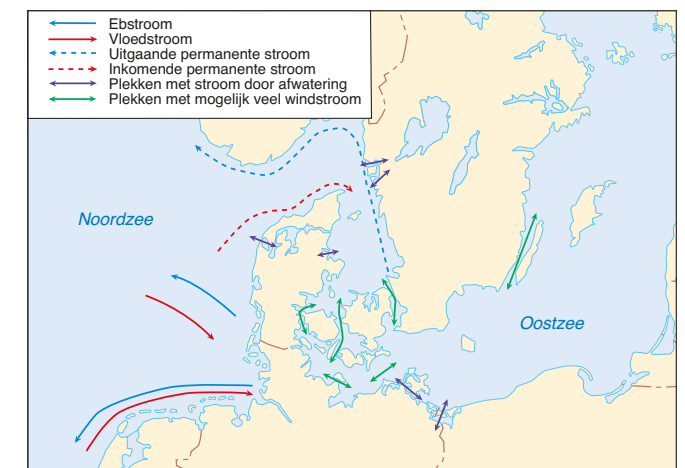 Ebstroom
Vloedstroom
Uitgaande permanente stroom
Inkomende permanente stroom
Plekken met stroom door afwatering
Plekken met mogelijk veel windstroom
Noordzee
Oostzee